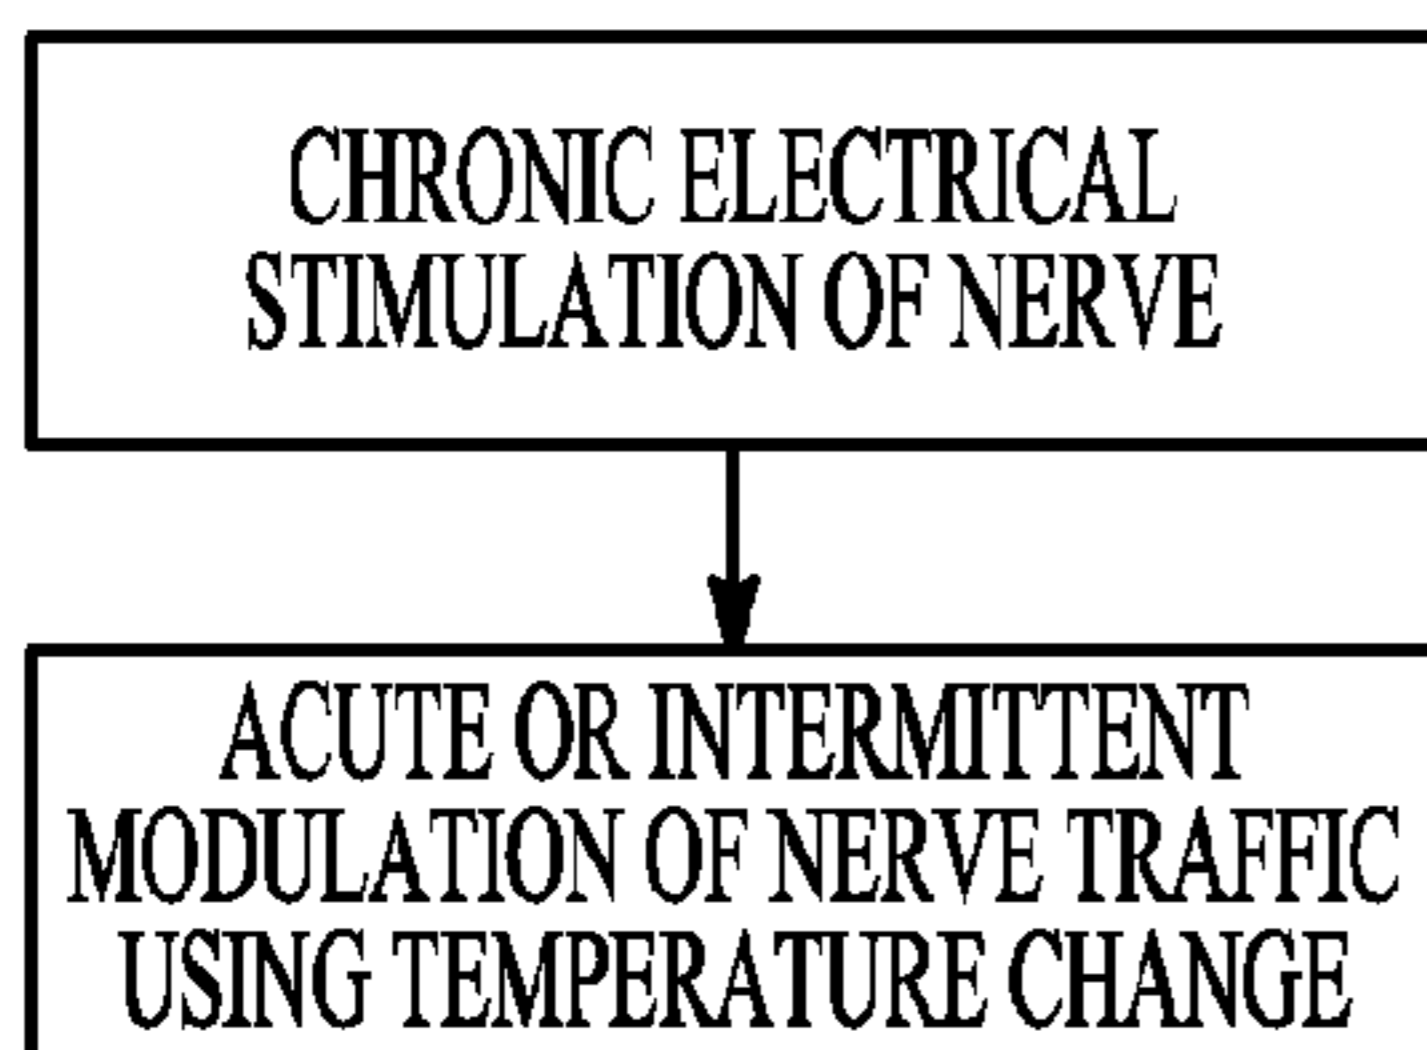 CHRONIC ELECTRICAL
STIMULATION OF NERVE
ACUTE OR INTERMITTENT
MODULATION OF NERVE TRAFFIC
USING TEMPERATURE CHANGE